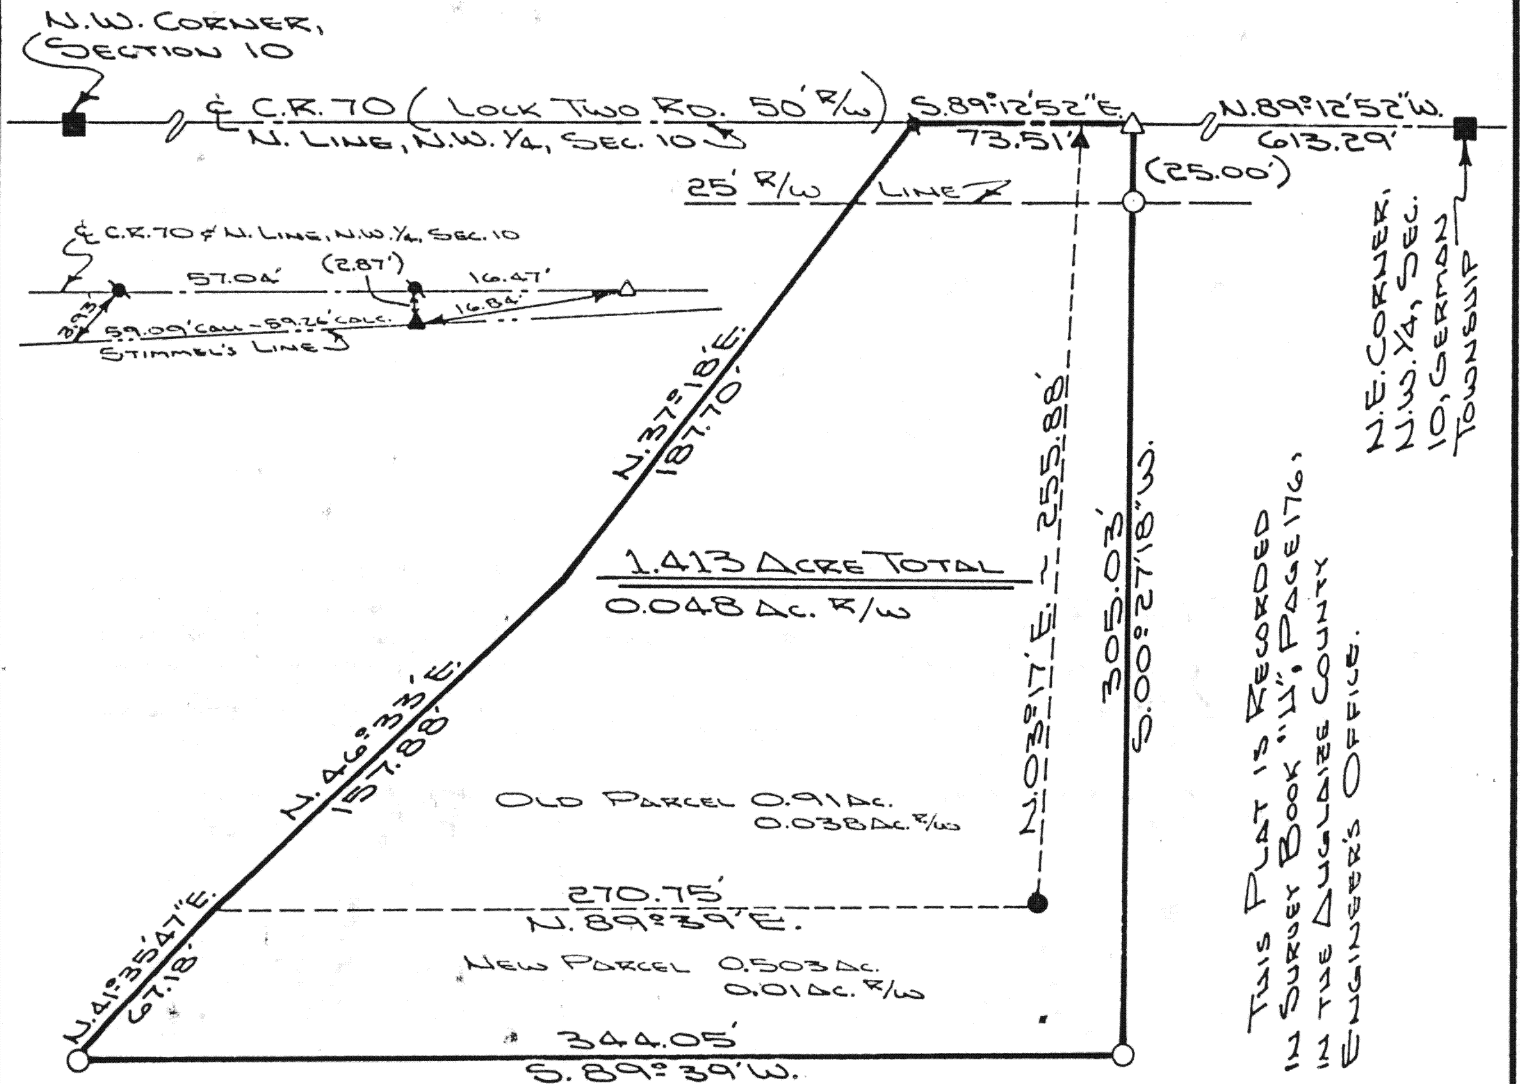 N.W. CORNER,
SECTION 10
℄ C.R. 70 (LOCK TWO RD. 50' R/W)
N. LINE, N.W. 1/4, SEC. 10
S.89°12'52"E.
73.51'
N.89°12'52"W.
613.29'
(25.00')
25' R/W LINE
℄ C.R. 70 & N. LINE, N.W. 1/4, SEC. 10
57.04'
(2.87')
16.47'
16.84'
3.93'
59.09' CALL - 59.26' CALC.
STIMMEL'S LINE
N.E. CORNER,
N.W. 1/4, SEC.
10, GERMAN
TOWNSHIP
N.37°18'E.
187.70'
1.413 ACRE TOTAL
0.048 AC. R/W
N.03°17'E. ~ 255.88'
305.03'
S.00°27'18"W.
N.46°33'E.
157.88'
OLD PARCEL 0.91 AC.
0.038 AC. R/W
270.75'
N.89°39'E.
NEW PARCEL 0.503 AC.
0.01 AC. R/W
N.41°35'47"E.
67.18'
344.05'
S.89°39'W.
THIS PLAT IS RECORDED
IN SURVEY BOOK PAGE 176,
IN THE AUGLAIZE COUNTY
ENGINEER'S OFFICE.